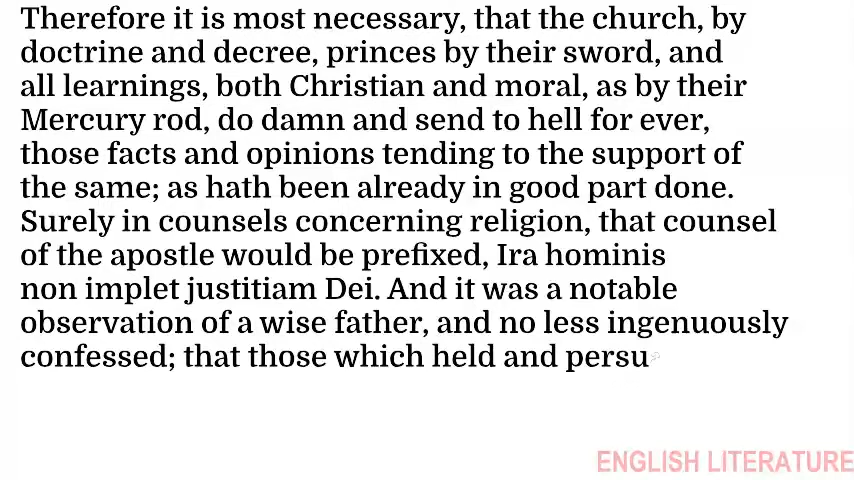 Therefore it is most necessary, that the church, by
doctrine and decree, princes by their sword, and
all learnings, both Christian and moral, as by their
Mercury rod, do damn and send to hell for ever,
those facts and opinions tending to the support of
the same; as hath been already in good part done.
Surely in counsels concerning religion, that counsel
of the apostle would be prefixed, Ira hominis
non implet justitiam Dei. And it was a notable
observation of a wise father, and no less ingenuously
confessed; that those which held and persu
ENGLISH LITERATURE